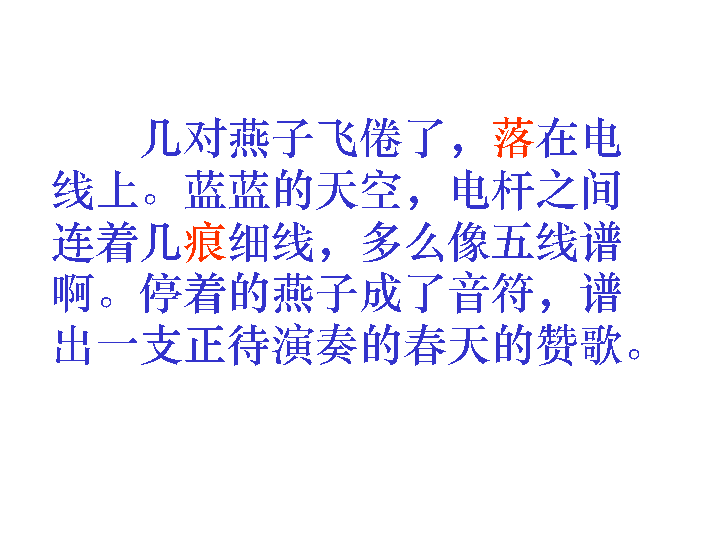 几对燕子飞倦了，落在电
线上。蓝蓝的天空，电杆之间
连着几痕细线，多么像五线谱
啊。停着的燕子成了音符，谱
出一支正待演奏的春天的赞歌。